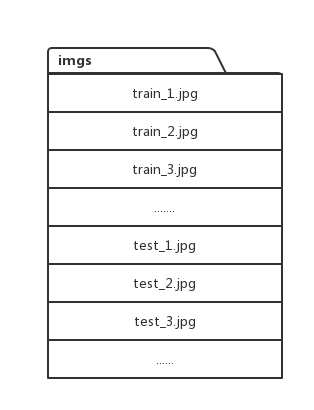 imgs
train_1.jpg
train_2.jpg
train_3.jpg
.......
test_1.jpg
test_2.jpg
test_3.jpg
......